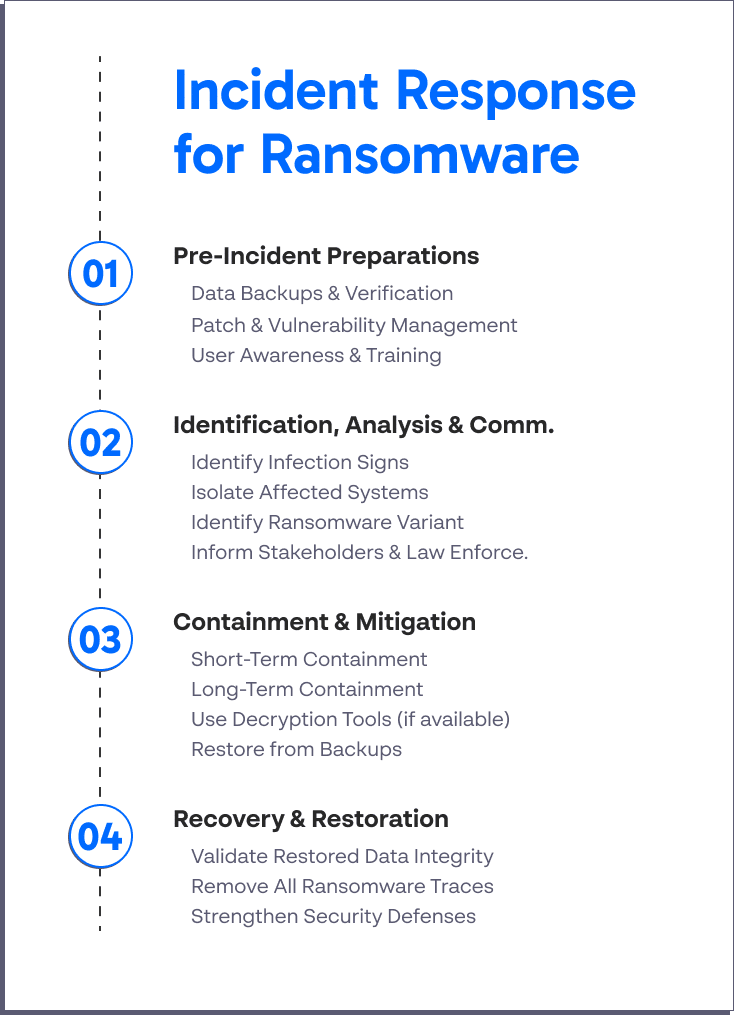 Incident Response
for Ransomware
01
Pre-Incident Preparations
Data Backups & Verification
Patch & Vulnerability Management
User Awareness & Training
02
Identification, Analysis & Comm.
Identify Infection Signs
Isolate Affected Systems
Identify Ransomware Variant
Inform Stakeholders & Law Enforce.
03
Containment & Mitigation
Short-Term Containment
Long-Term Containment
Use Decryption Tools (if available)
Restore from Backups
04
Recovery & Restoration
Validate Restored Data Integrity
Remove All Ransomware Traces
Strengthen Security Defenses